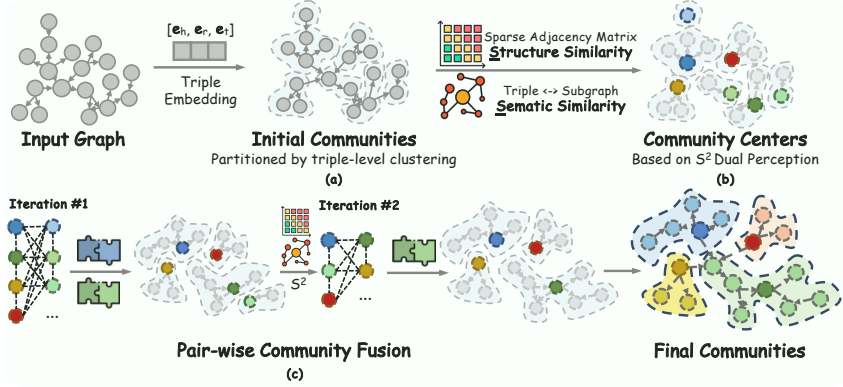 [eh, er, et]
Triple
Embedding
Sparse Adjacency Matrix
Structure Similarity
Triple <-> Subgraph
Sematic Similarity
Input Graph
Initial Communities
Partitioned by triple-level clustering
(a)
Community Centers
Based on S² Dual Perception
(b)
Iteration #1
...
S²
Iteration #2
...
Pair-wise Community Fusion
(c)
Final Communities